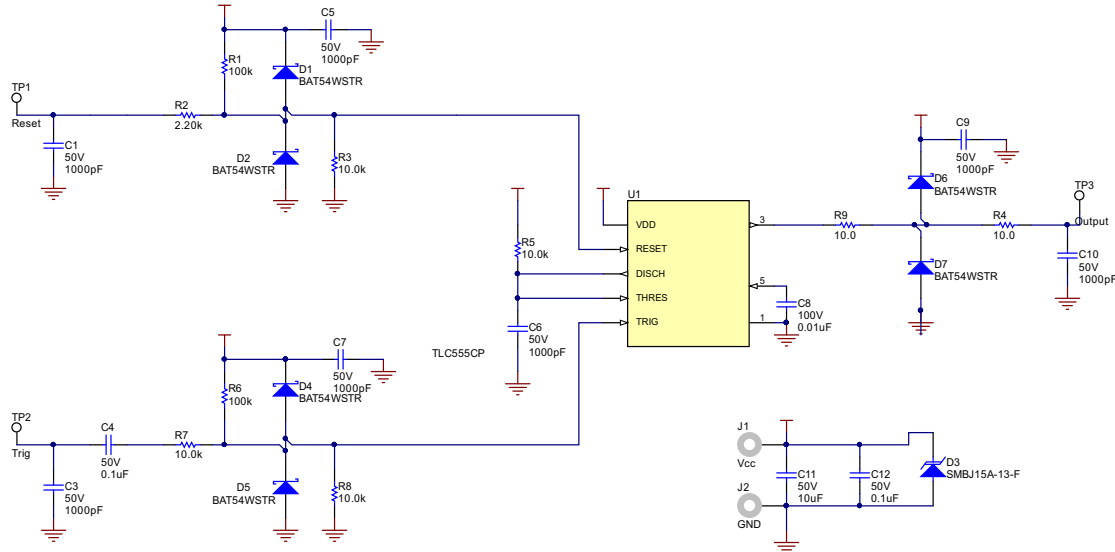 C5
50V
1000pF
R1
100k
D1
BAT54WSTR
TP1
Reset
R2
2.20k
C1
50V
1000pF
D2
BAT54WSTR
R3
10.0k
C9
50V
1000pF
D6
BAT54WSTR
TP3
Output
U1
VDD
RESET
DISCH
THRES
TRIG
3
5
1
R9
10.0
R4
10.0
R5
10.0k
D7
BAT54WSTR
C10
50V
1000pF
C8
100V
0.01uF
C6
50V
1000pF
TLC555CP
C7
50V
1000pF
R6
100k
D4
BAT54WSTR
TP2
Trig
C4
50V
0.1uF
R7
10.0k
C3
50V
1000pF
D5
BAT54WSTR
R8
10.0k
J1
Vcc
J2
GND
C11
50V
10uF
C12
50V
0.1uF
D3
SMBJ15A-13-F